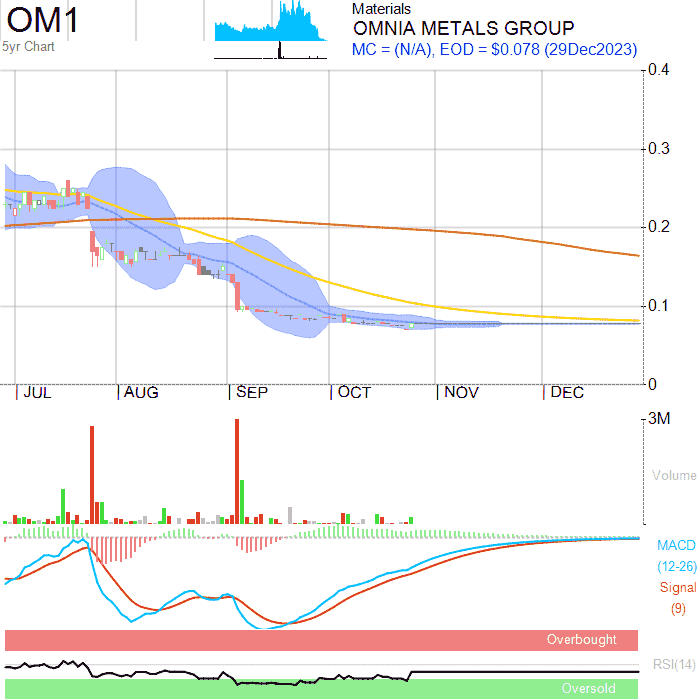 OM1
5yr Chart
Materials
OMNIA METALS GROUP
MC = (N/A), EOD = $0.078 (29Dec2023)
0.4
0.3
0.2
0.1
0
JUL AUG SEP OCT NOV DEC
3M
Volume
MACD
(12-26)
Signal
(9)
Overbought
RSI(14)
Oversold